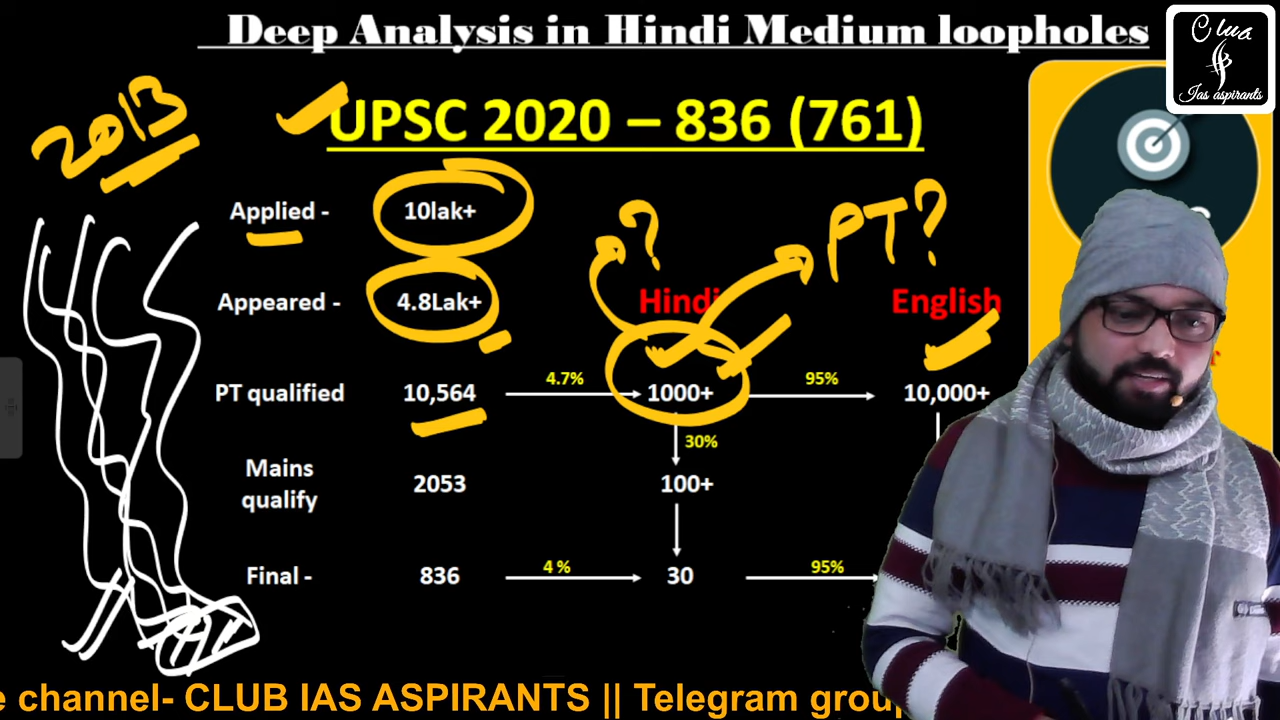 Deep Analysis in Hindi Medium loopholes
Clua
Ias aspirants
2013
UPSC 2020 – 836 (761)
Applied - 10lak+
? PT?
Appeared - 4.8Lak+ Hindi English
PT qualified 10,564 4.7% 1000+ 95% 10,000+
30%
Mains qualify 2053 100+
Final - 836 4 % 30 95%
e channel- CLUB IAS ASPIRANTS || Telegram grou